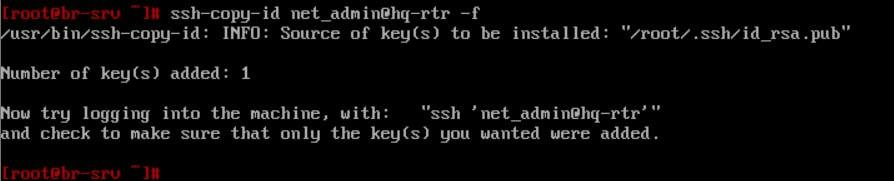 [root@br-srv ~]# ssh-copy-id net_admin@hq-rtr -f
/usr/bin/ssh-copy-id: INFO: Source of key(s) to be installed: "/root/.ssh/id_rsa.pub"
Number of key(s) added: 1
Now try logging into the machine, with:   "ssh 'net_admin@hq-rtr'"
and check to make sure that only the key(s) you wanted were added.
[root@br-srv ~]#